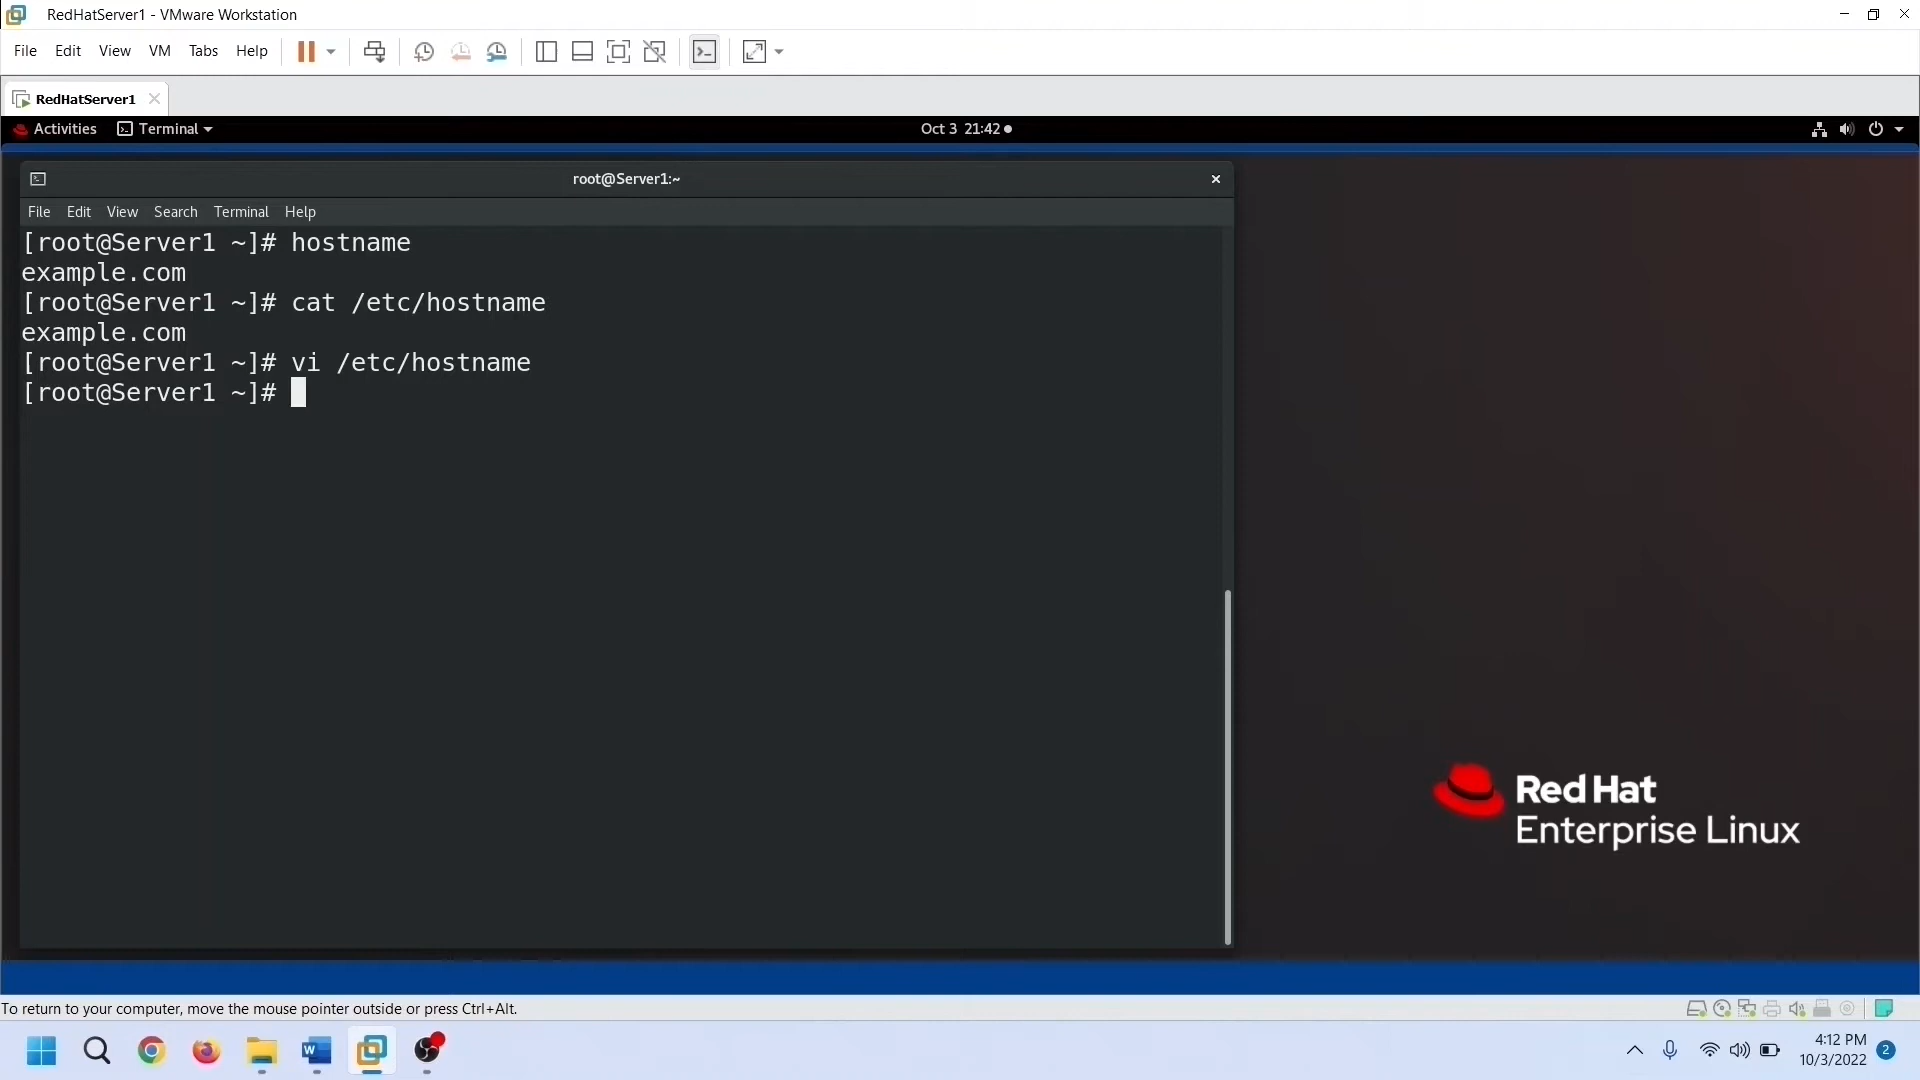 RedHatServer1 - VMware Workstation
File Edit View VM Tabs Help
RedHatServer1
Activities Terminal Oct 3 21:42
root@Server1:~
File Edit View Search Terminal Help
[root@Server1 ~]# hostname
example.com
[root@Server1 ~]# cat /etc/hostname
example.com
[root@Server1 ~]# vi /etc/hostname
[root@Server1 ~]#
Red Hat
Enterprise Linux
To return to your computer, move the mouse pointer outside or press Ctrl+Alt.
4:12 PM
10/3/2022
2